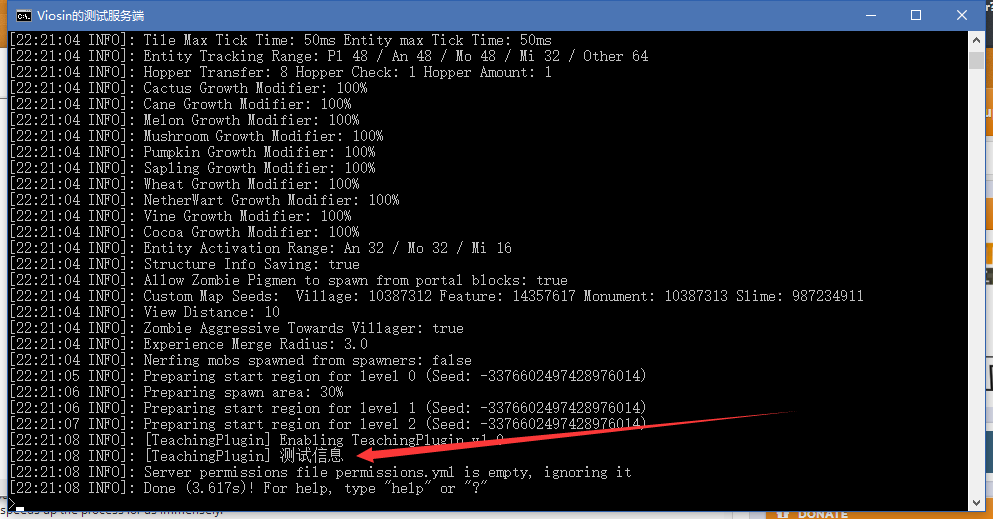 Viosin的测试服务端
[22:21:04 INFO]: Tile Max Tick Time: 50ms Entity max Tick Time: 50ms
[22:21:04 INFO]: Entity Tracking Range: Pl 48 / An 48 / Mo 48 / Mi 32 / Other 64
[22:21:04 INFO]: Hopper Transfer: 8 Hopper Check: 1 Hopper Amount: 1
[22:21:04 INFO]: Cactus Growth Modifier: 100%
[22:21:04 INFO]: Cane Growth Modifier: 100%
[22:21:04 INFO]: Melon Growth Modifier: 100%
[22:21:04 INFO]: Mushroom Growth Modifier: 100%
[22:21:04 INFO]: Pumpkin Growth Modifier: 100%
[22:21:04 INFO]: Sapling Growth Modifier: 100%
[22:21:04 INFO]: Wheat Growth Modifier: 100%
[22:21:04 INFO]: NetherWart Growth Modifier: 100%
[22:21:04 INFO]: Vine Growth Modifier: 100%
[22:21:04 INFO]: Cocoa Growth Modifier: 100%
[22:21:04 INFO]: Entity Activation Range: An 32 / Mo 32 / Mi 16
[22:21:04 INFO]: Structure Info Saving: true
[22:21:04 INFO]: Allow Zombie Pigmen to spawn from portal blocks: true
[22:21:04 INFO]: Custom Map Seeds:  Village: 10387312 Feature: 14357617 Monument: 10387313 Slime: 987234911
[22:21:04 INFO]: View Distance: 10
[22:21:04 INFO]: Zombie Aggressive Towards Villager: true
[22:21:04 INFO]: Experience Merge Radius: 3.0
[22:21:04 INFO]: Nerfing mobs spawned from spawners: false
[22:21:05 INFO]: Preparing start region for level 0 (Seed: -3376602497428976014)
[22:21:06 INFO]: Preparing spawn area: 30%
[22:21:06 INFO]: Preparing start region for level 1 (Seed: -3376602497428976014)
[22:21:07 INFO]: Preparing start region for level 2 (Seed: -3376602497428976014)
[22:21:08 INFO]: [TeachingPlugin] Enabling TeachingPlugin v1.0
[22:21:08 INFO]: [TeachingPlugin] 测试信息
[22:21:08 INFO]: Server permissions file permissions.yml is empty, ignoring it
[22:21:08 INFO]: Done (3.617s)! For help, type "help" or "?"
>
speeds up the process for us immensely.
DONATE